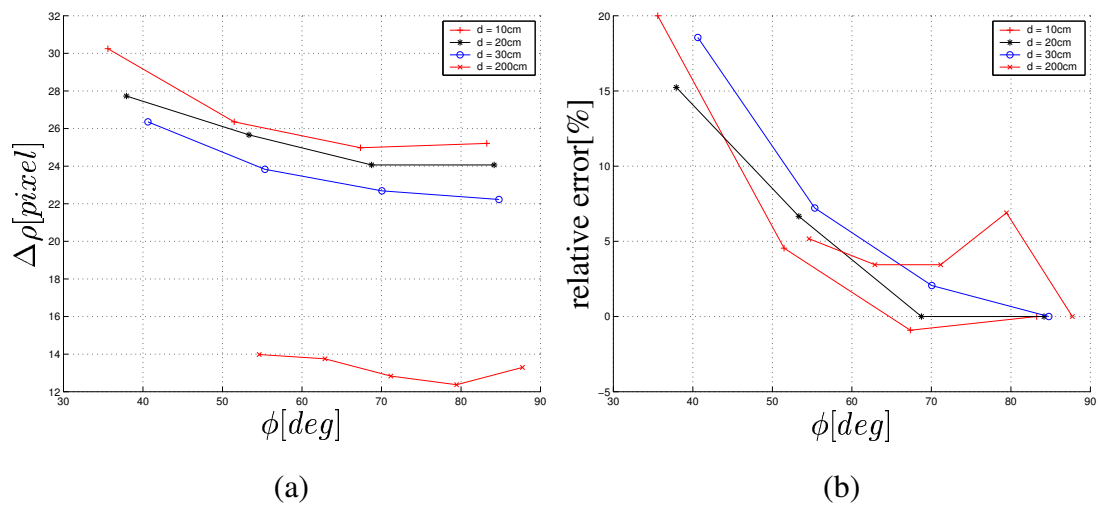 32
30
28
26
24
22
20
18
16
14
12
30 40 50 60 70 80 90
Δρ[pixel]
ϕ[deg]
d = 10cm
d = 20cm
d = 30cm
d = 200cm
(a)
20
15
10
5
0
−5
30 40 50 60 70 80 90
relative error[%]
ϕ[deg]
d = 10cm
d = 20cm
d = 30cm
d = 200cm
(b)